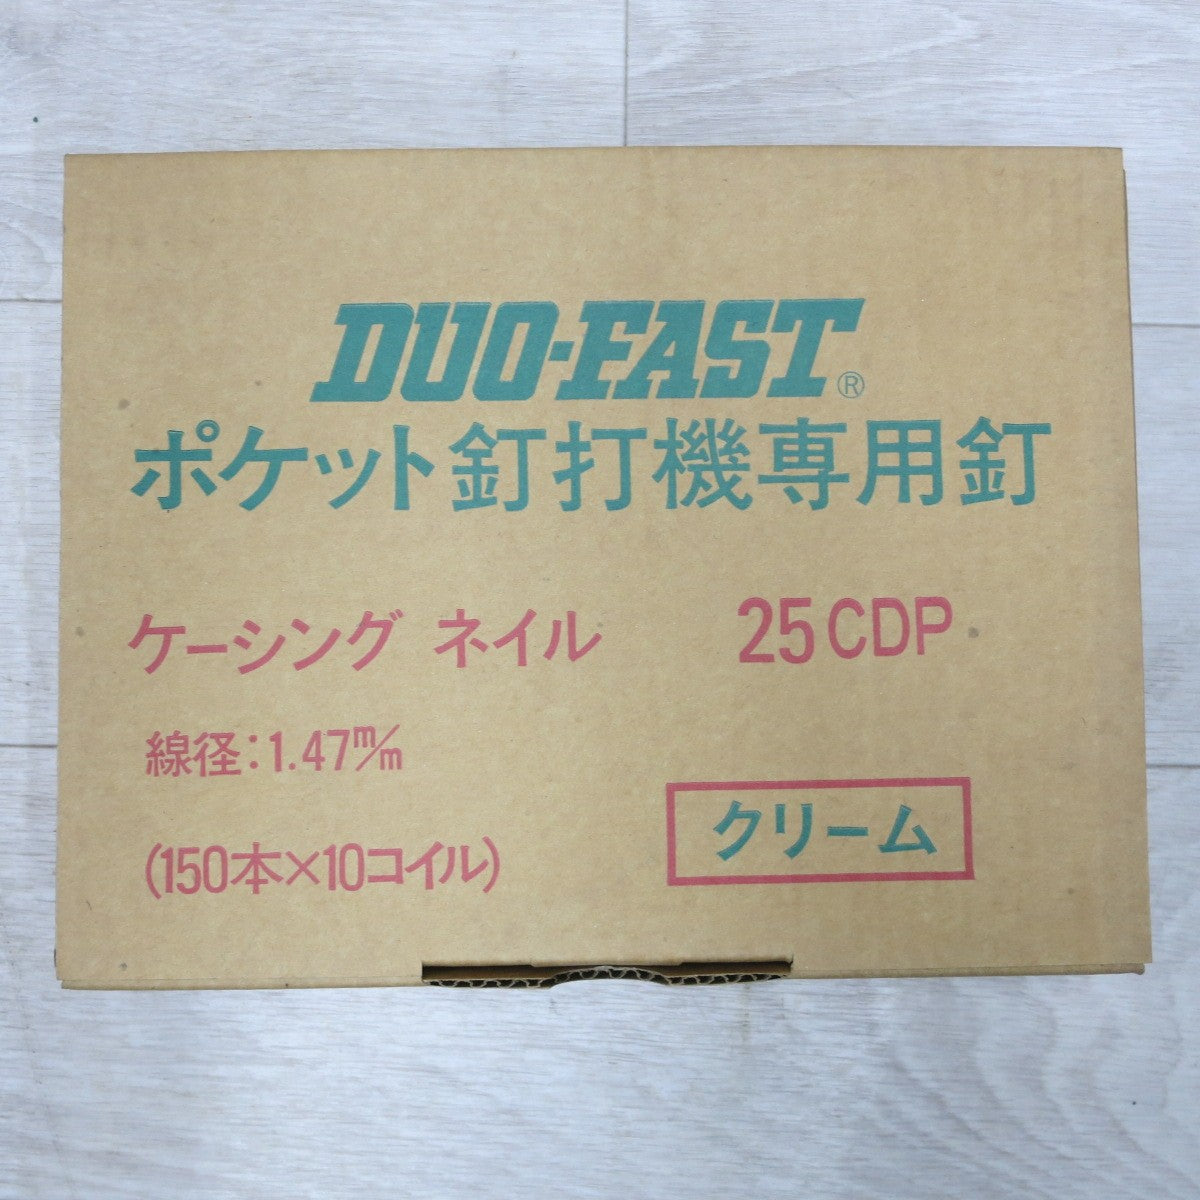 DUO-FAST®
ポケット釘打機専用釘
ケーシング ネイル 25CDP
線径:1.47m/m
クリーム
(150本×10コイル)